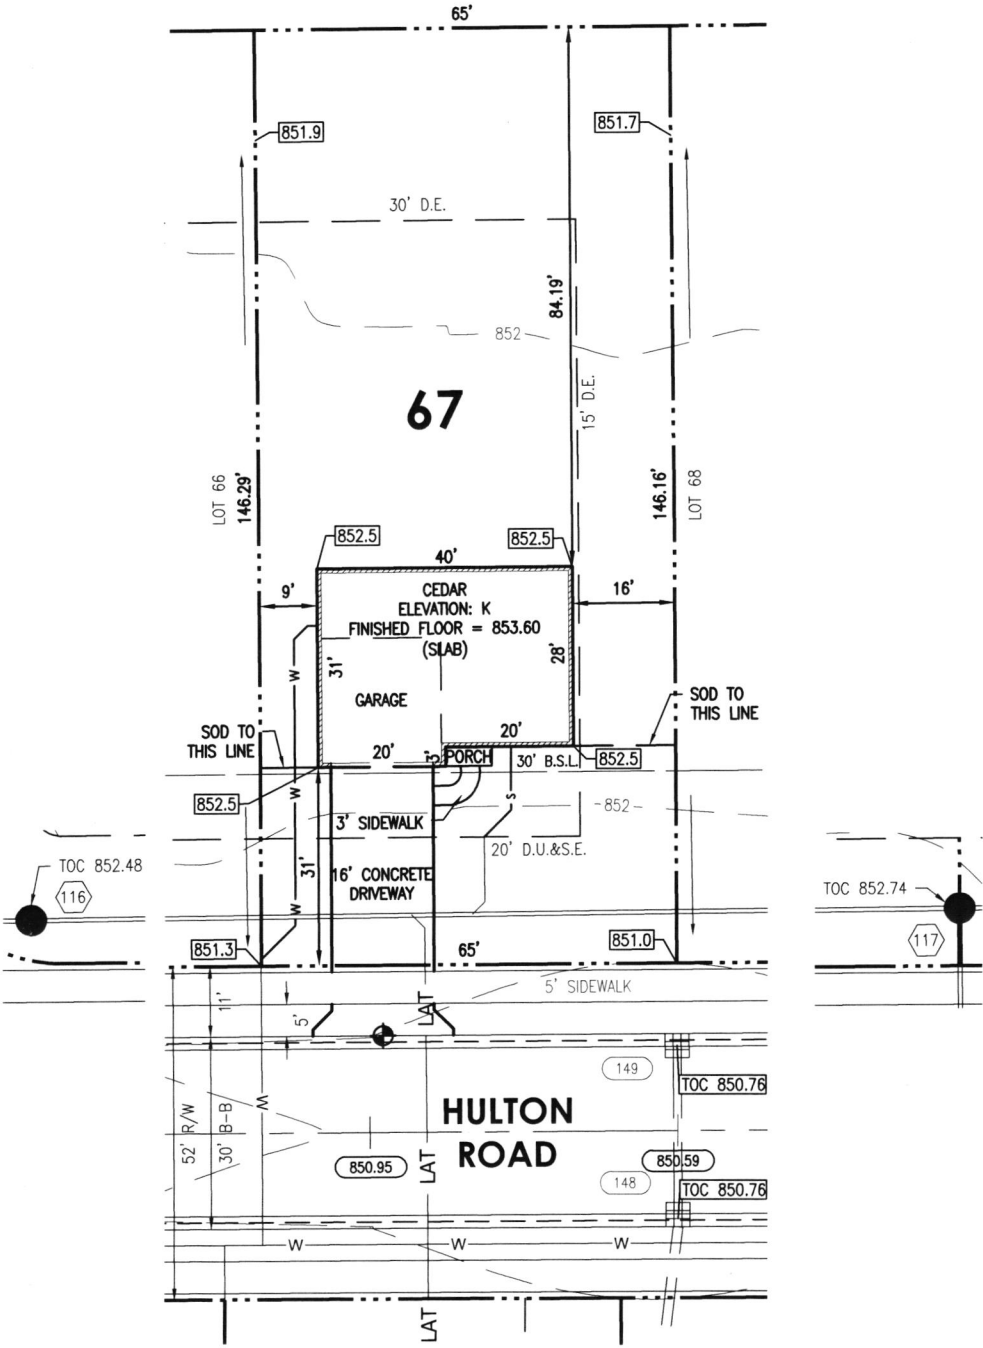 65'
851.9
851.7
30' D.E.
84.19'
852
15' D.E.
67
LOT 66
146.29'
146.16'
LOT 68
852.5
852.5
40'
9'
16'
CEDAR
ELEVATION: K
FINISHED FLOOR = 853.60
(SLAB)
31'
28'
W
GARAGE
SOD TO
THIS LINE
SOD TO
THIS LINE
20'
20'
3'
PORCH
30' B.S.L.
852.5
852.5
W
S
852
3' SIDEWALK
20' D.U.&S.E.
31'
16' CONCRETE
DRIVEWAY
W
TOC 852.48
116
TOC 852.74
117
851.3
65'
851.0
11'
5'
LAT
5' SIDEWALK
149
TOC 850.76
W
52' R/W
30' B-B
HULTON
ROAD
850.95
LAT
850.59
148
TOC 850.76
W
W
W
LAT